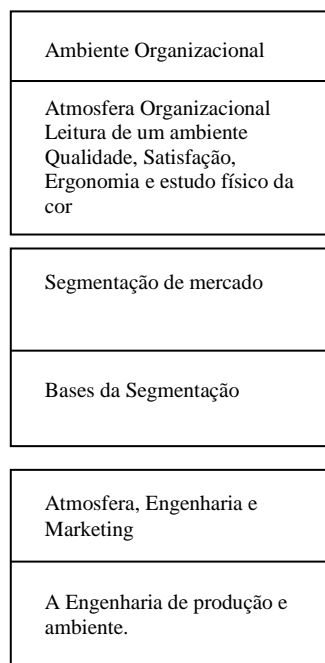 Ambiente Organizacional
Atmosfera Organizacional
Leitura de um ambiente
Qualidade, Satisfação,
Ergonomia e estudo físico da
cor
Segmentação de mercado
Bases da Segmentação
Atmosfera, Engenharia e
Marketing
A Engenharia de produção e
ambiente.